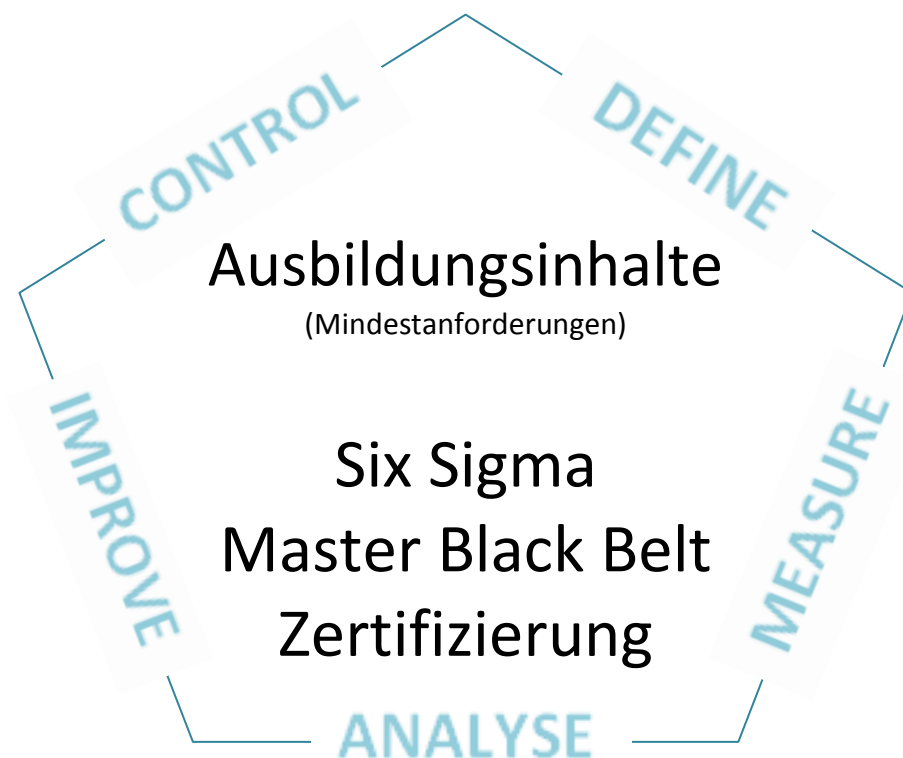 CONTROL
DEFINE
Ausbildungsinhalte
(Mindestanforderungen)
IMPROVE
MEASURE
Six Sigma
Master Black Belt
Zertifizierung
ANALYSE